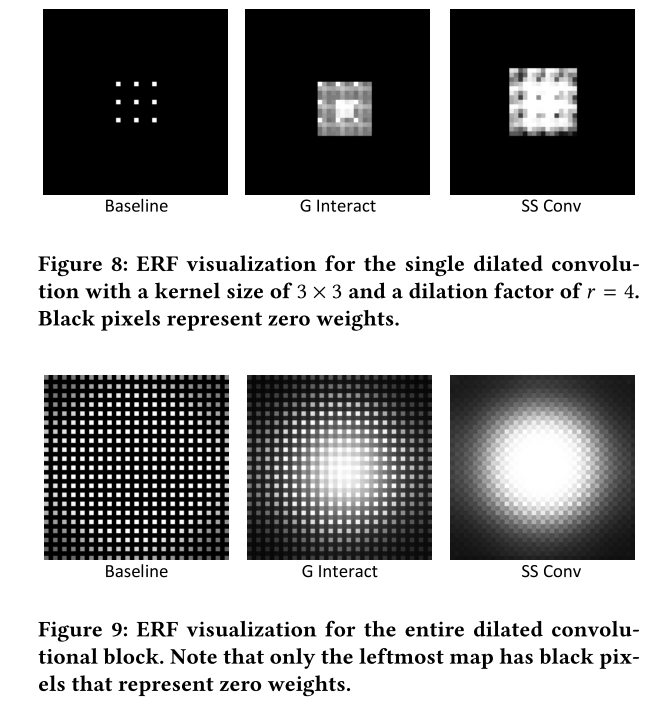 Baseline G Interact SS Conv
Figure 8: ERF visualization for the single dilated convolu-
tion with a kernel size of 3 × 3 and a dilation factor of r = 4.
Black pixels represent zero weights.
Baseline G Interact SS Conv
Figure 9: ERF visualization for the entire dilated convolu-
tional block. Note that only the leftmost map has black pix-
els that represent zero weights.